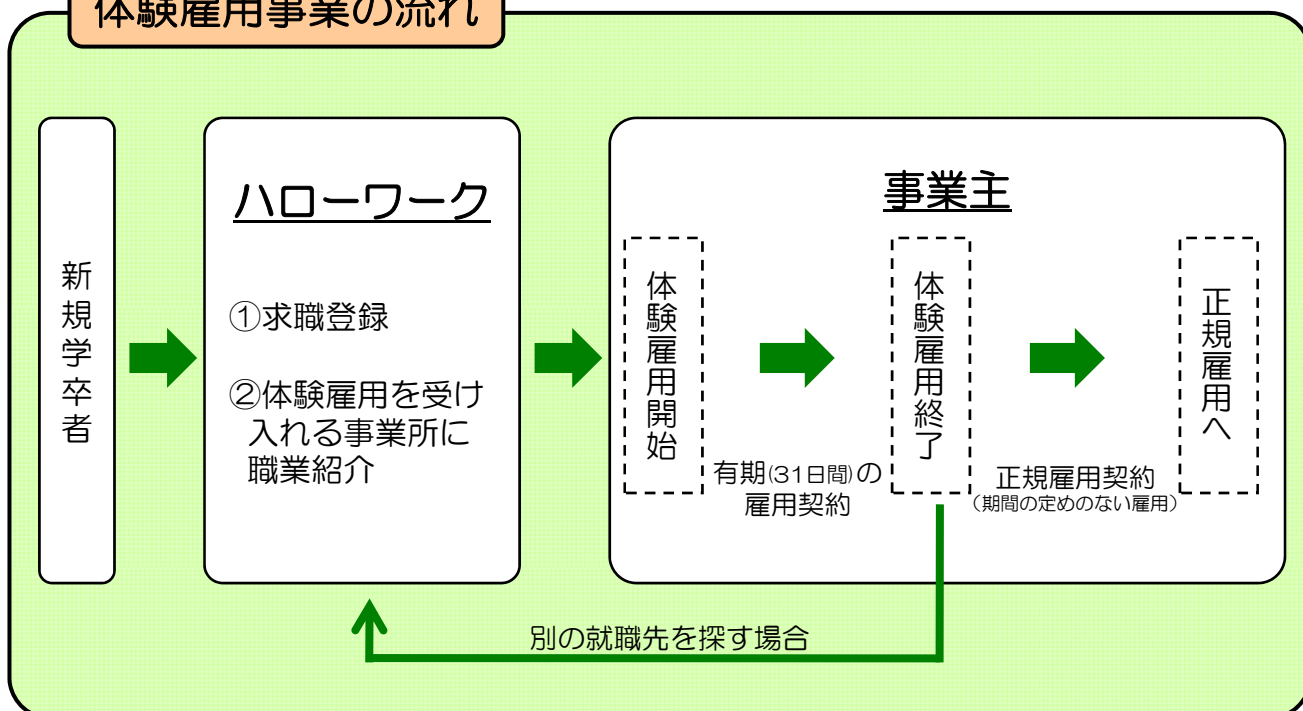 体験雇用事業の流れ
新規学卒者
ハローワーク
①求職登録
②体験雇用を受け
入れる事業所に
職業紹介
事業主
体験雇用開始
有期(31日間)の
雇用契約
体験雇用終了
正規雇用契約
(期間の定めのない雇用)
正規雇用へ
別の就職先を探す場合